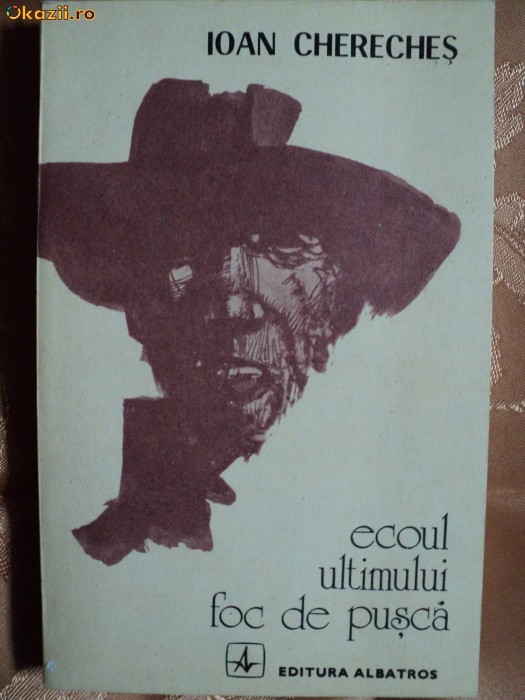 Okazii.ro
IOAN CHERECHEȘ
ecoul
ultimului
foc de pușcă
EDITURA ALBATROS